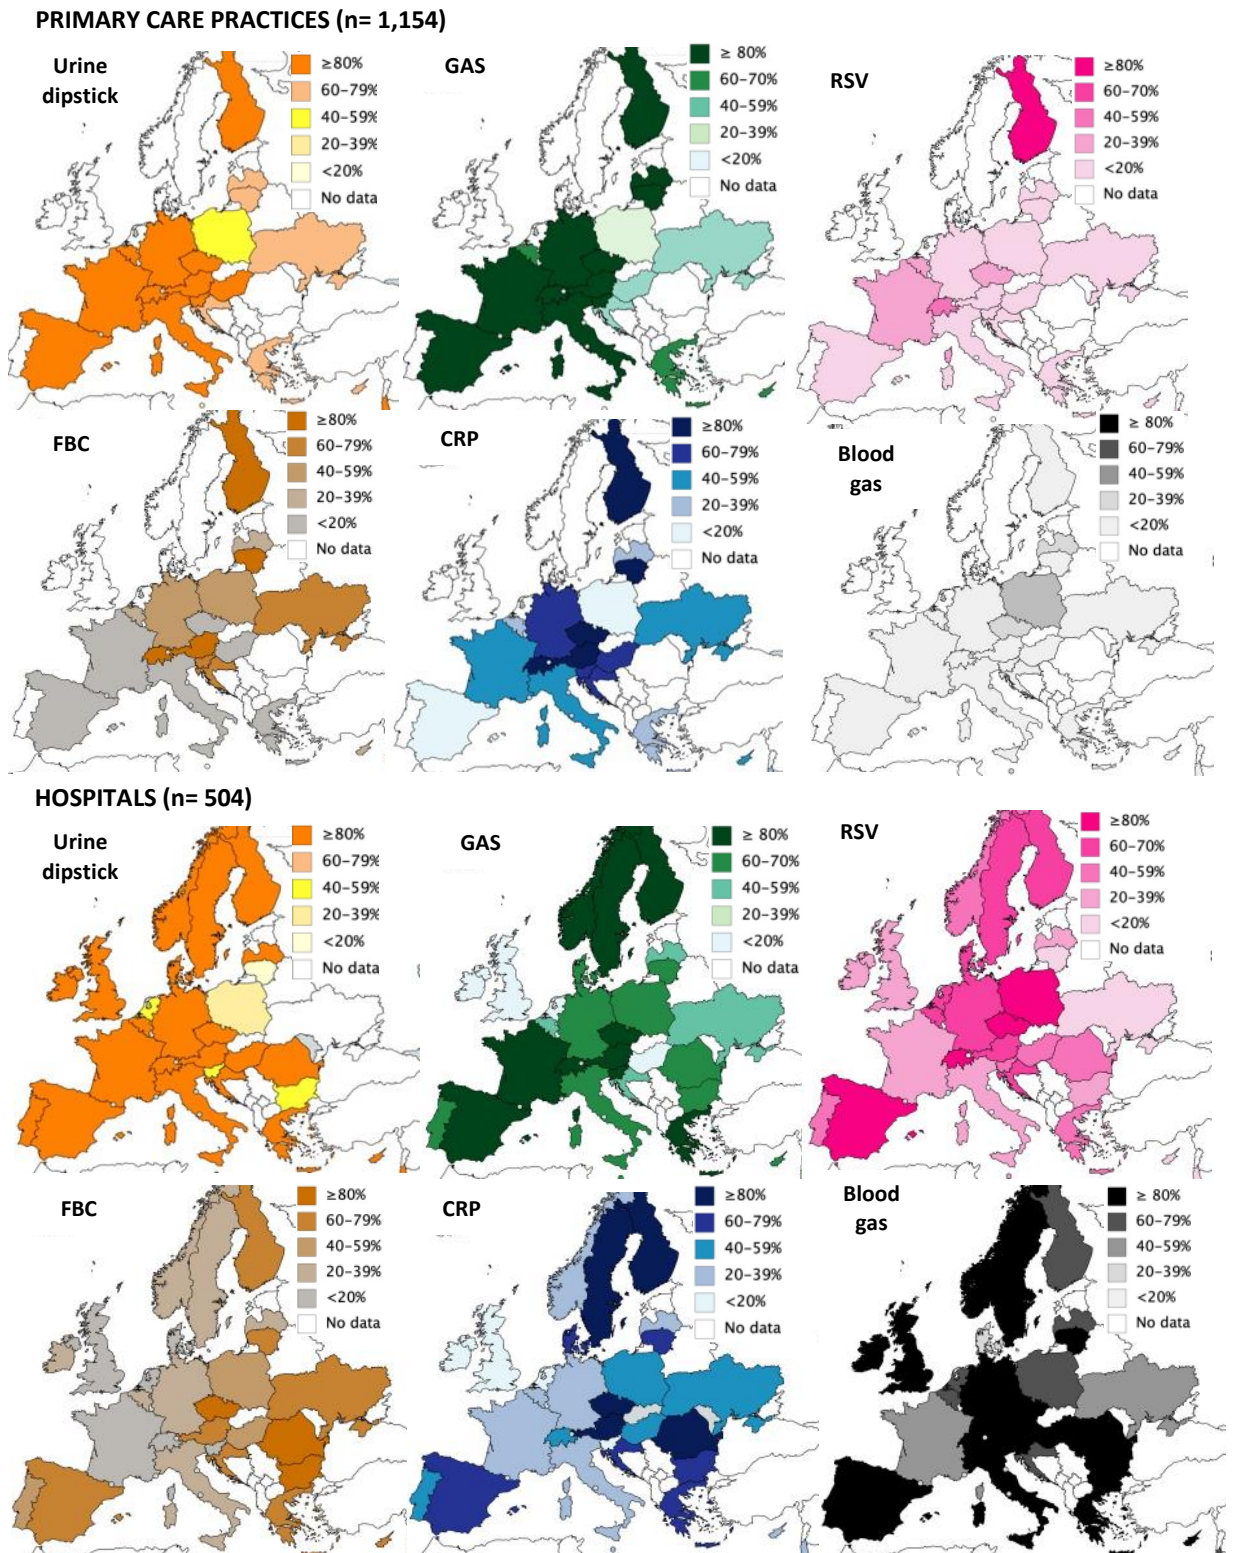 PRIMARY CARE PRACTICES (n= 1,154)
Urine
dipstick
≥80%
60–79%
40–59%
20–39%
<20%
No data
GAS
≥ 80%
60–70%
40–59%
20–39%
<20%
No data
RSV
≥80%
60–70%
40–59%
20–39%
<20%
No data
FBC
≥80%
60–79%
40–59%
20–39%
<20%
No data
CRP
≥80%
60–79%
40–59%
20–39%
<20%
No data
Blood
gas
≥ 80%
60–79%
40–59%
20–39%
<20%
No data
HOSPITALS (n= 504)
Urine
dipstick
≥80%
60–79%
40–59%
20–39%
<20%
No data
GAS
≥ 80%
60–70%
40–59%
20–39%
<20%
No data
RSV
≥80%
60–70%
40–59%
20–39%
<20%
No data
FBC
≥80%
60–79%
40–59%
20–39%
<20%
No data
CRP
≥80%
60–79%
40–59%
20–39%
<20%
No data
Blood
gas
≥ 80%
60–79%
40–59%
20–39%
<20%
No data